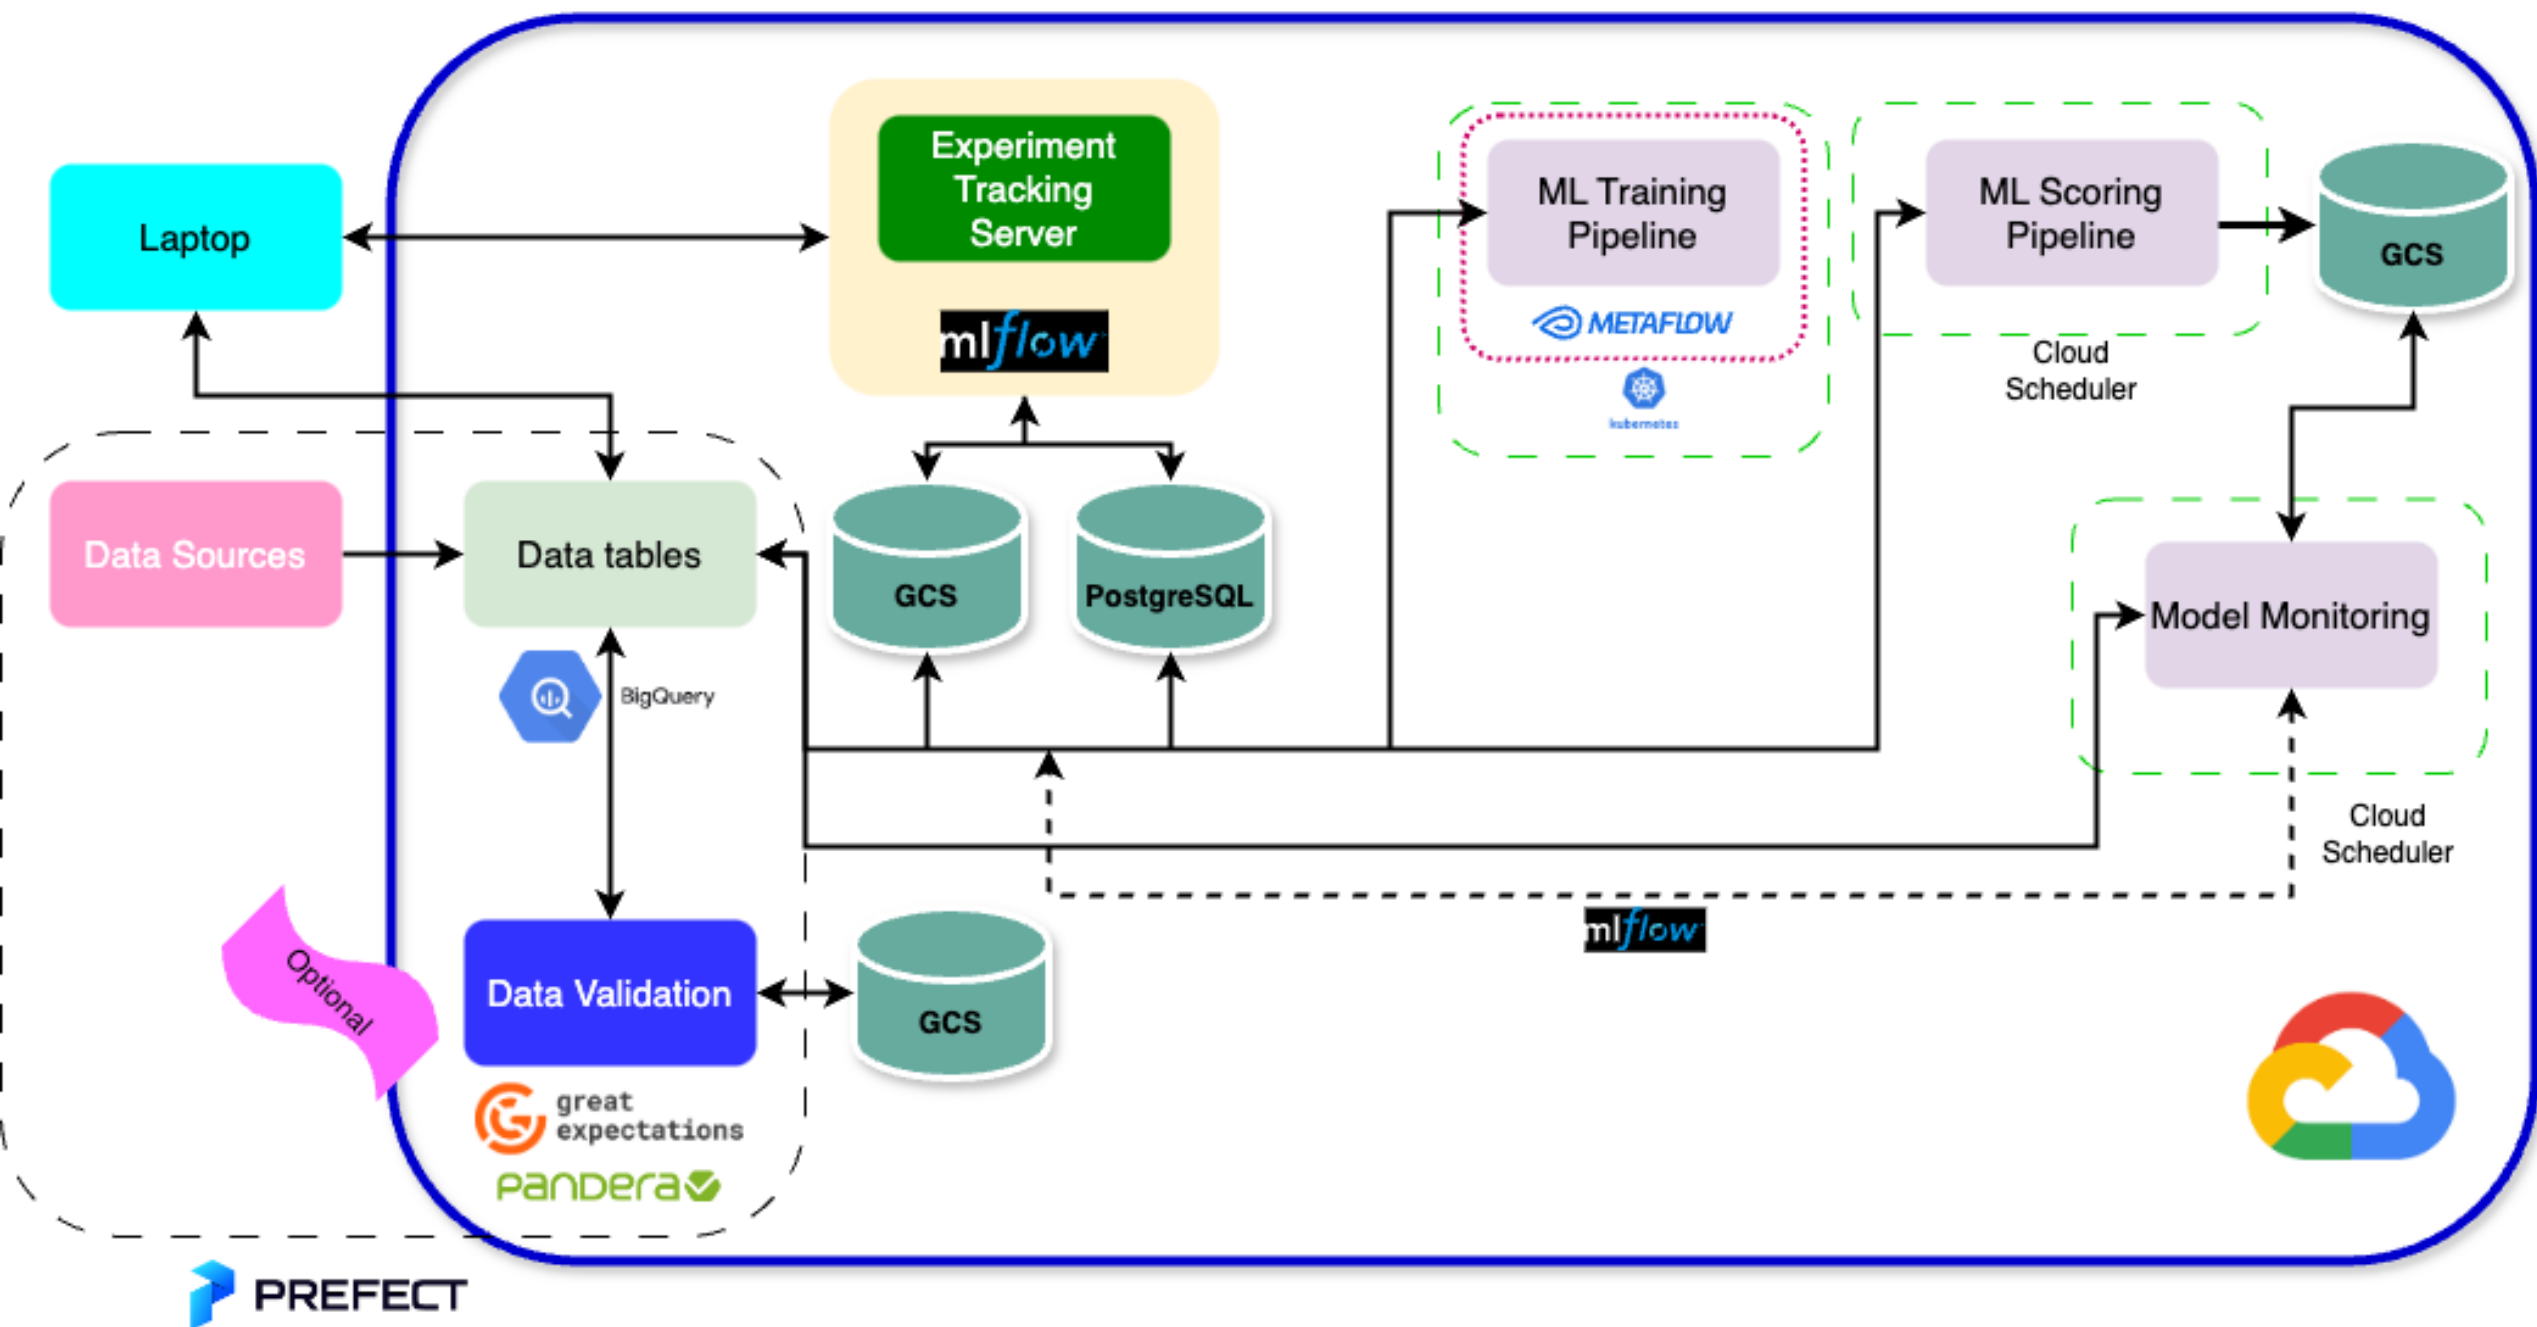 Experiment
Tracking
Server
mlflow
Laptop
ML Training
Pipeline
METAFLOW
kubernetes
ML Scoring
Pipeline
GCS
Cloud
Scheduler
Data Sources
Data tables
BigQuery
GCS
PostgreSQL
Model Monitoring
Cloud
Scheduler
mlflow
Optional
Data Validation
GCS
great
expectations
PANDERA
PREFECT